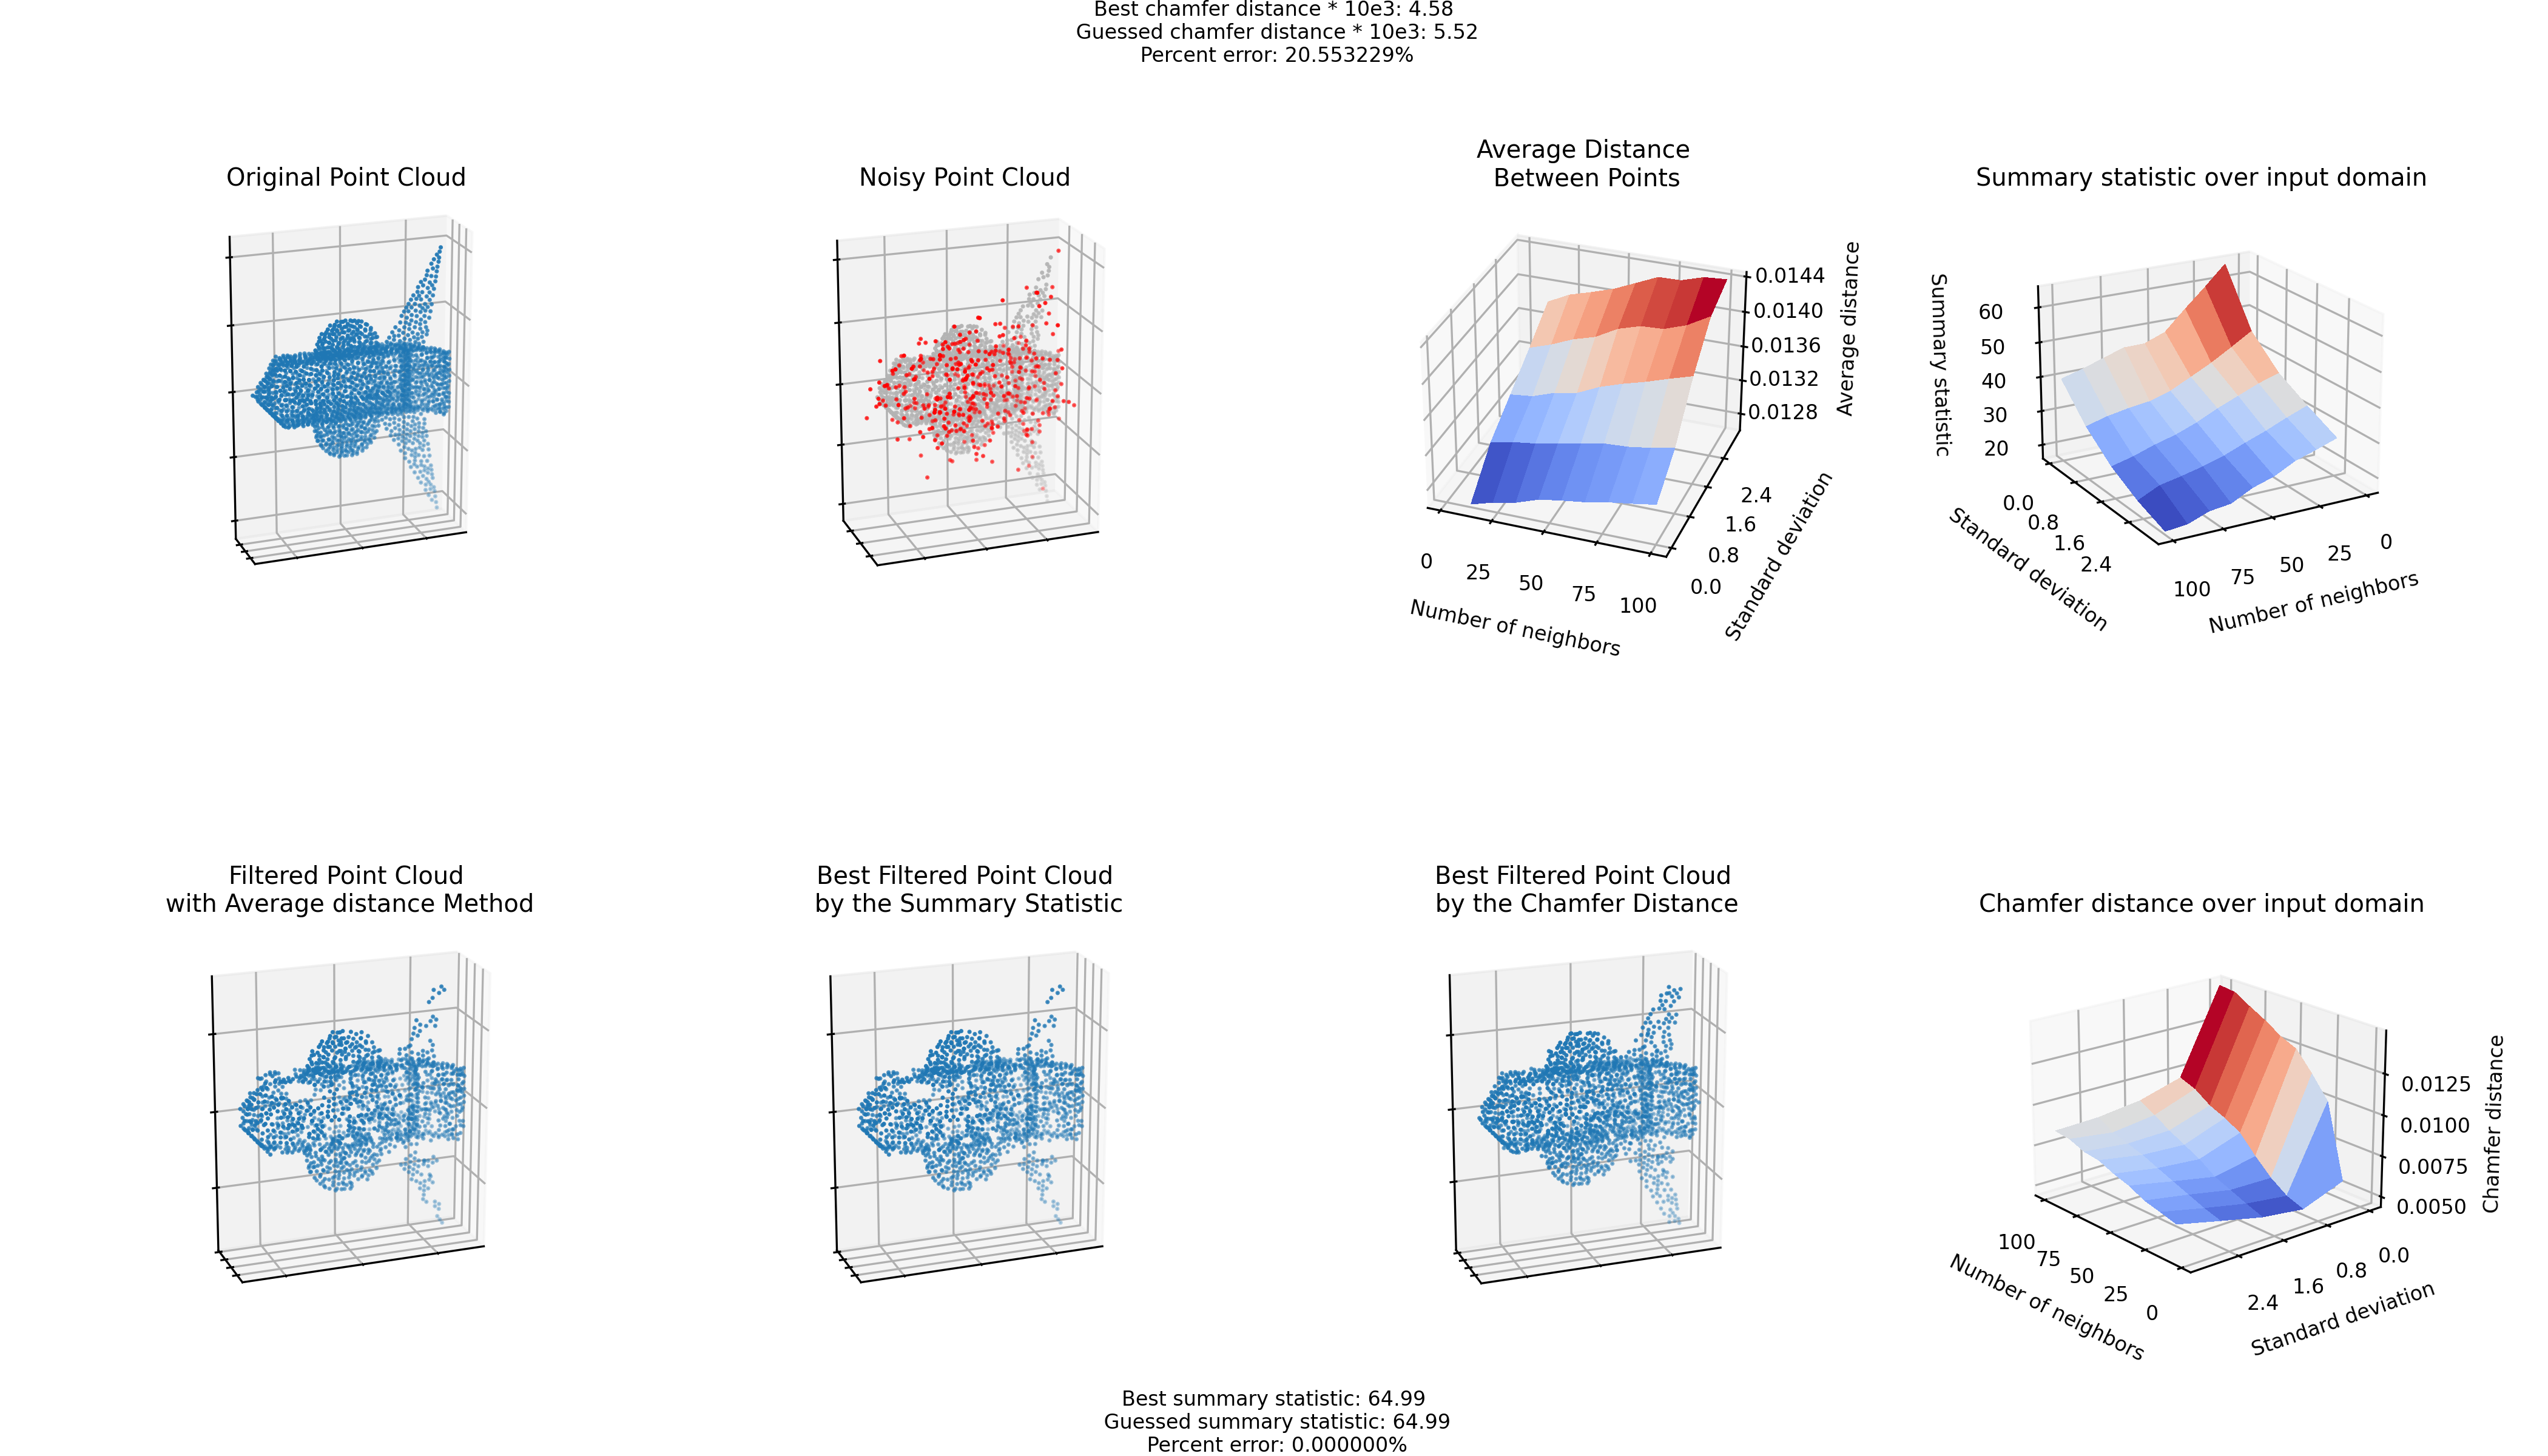 Best chamfer distance * 10e3: 4.58
Guessed chamfer distance * 10e3: 5.52
Percent error: 20.553229%
Original Point Cloud
Noisy Point Cloud
Average Distance
Between Points
0.0144
0.0140
0.0136
0.0132
0.0128
Average distance
0
25
50
75
100
Number of neighbors
0.0
0.8
1.6
2.4
Standard deviation
Summary statistic over input domain
60
50
40
30
20
Summary statistic
0.0
0.8
1.6
2.4
Standard deviation
100
75
50
25
0
Number of neighbors
Filtered Point Cloud
with Average distance Method
Best Filtered Point Cloud
by the Summary Statistic
Best Filtered Point Cloud
by the Chamfer Distance
Chamfer distance over input domain
0.0125
0.0100
0.0075
0.0050
Chamfer distance
100
75
50
25
0
Number of neighbors
2.4
1.6
0.8
0.0
Standard deviation
Best summary statistic: 64.99
Guessed summary statistic: 64.99
Percent error: 0.000000%